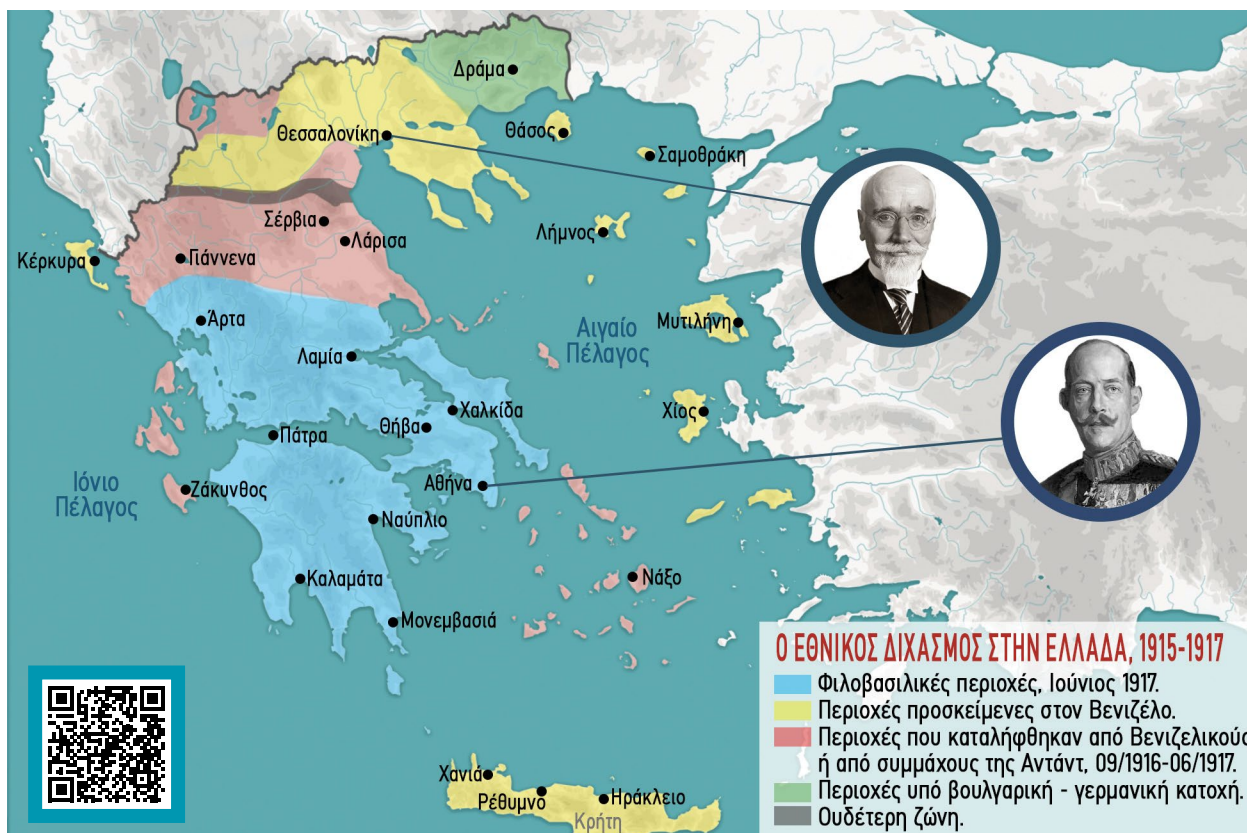 Δράμα
Θεσσαλονίκη
Θάσος
Σαμοθράκη
Σέρβια
Λάρισα
Λήμνος
Κέρκυρα
Γιάννενα
Άρτα
Αιγαίο
Πέλαγος
Μυτιλήνη
Λαμία
Χαλκίδα
Χίος
Θήβα
Πάτρα
Ιόνιο
Πέλαγος
Ζάκυνθος
Αθήνα
Ναύπλιο
Καλαμάτα
Νάξο
Μονεμβασιά
Χανιά
Ρέθυμνο
Ηράκλειο
Κρήτη
Ο ΕΘΝΙΚΟΣ ΔΙΧΑΣΜΟΣ ΣΤΗΝ ΕΛΛΑΔΑ, 1915-1917
Φιλοβασιλικές περιοχές, Ιούνιος 1917.
Περιοχές προσκείμενες στον Βενιζέλο.
Περιοχές που καταλήφθηκαν από Βενιζελικούς
ή από συμμάχους της Αντάντ, 09/1916-06/1917.
Περιοχές υπό βουλγαρική - γερμανική κατοχή.
Ουδέτερη ζώνη.